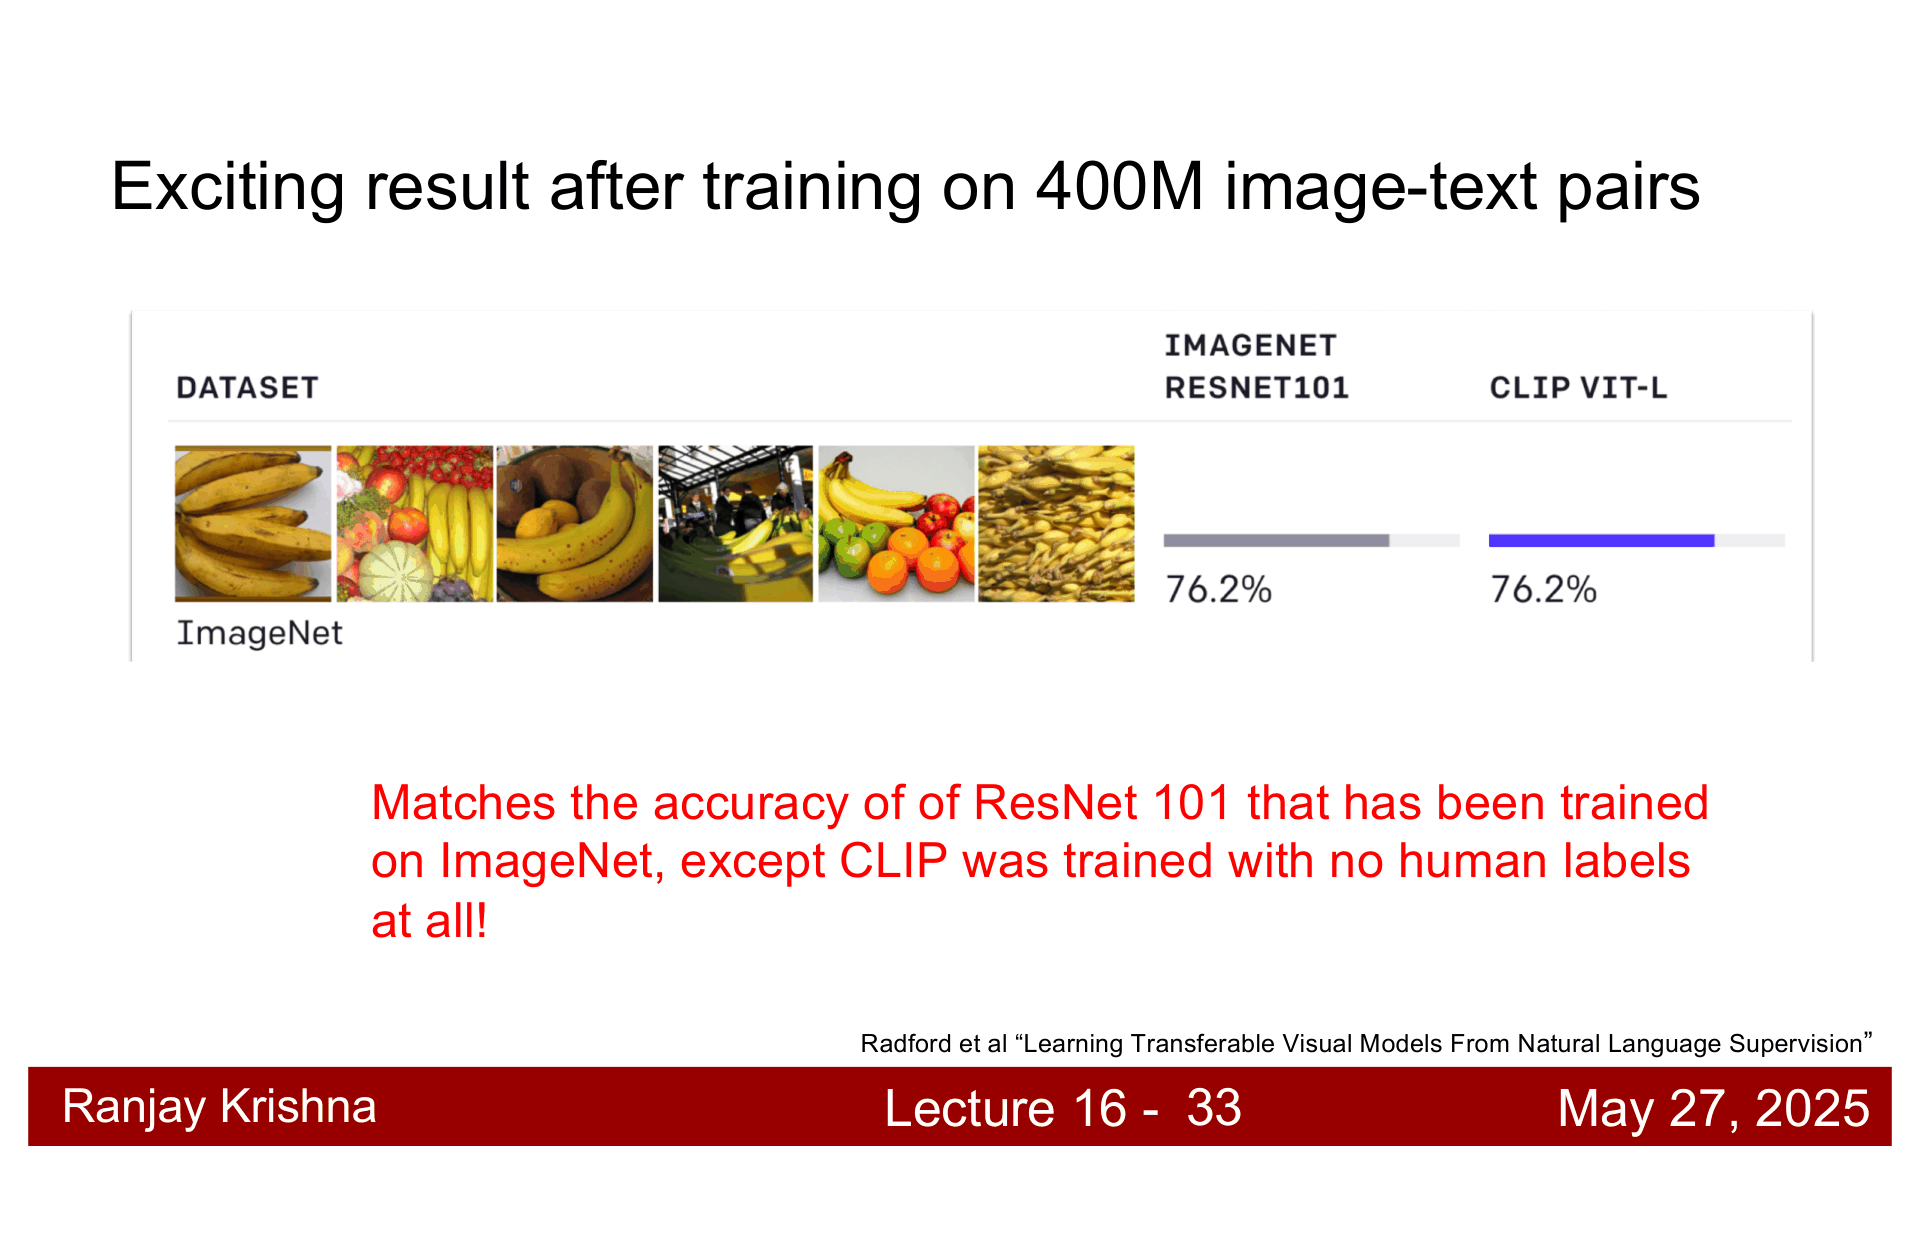 Exciting result after training on 400M image-text pairs
DATASET
IMAGENET
RESNET101
CLIP VIT-L
76.2%
76.2%
ImageNet
Matches the accuracy of of ResNet 101 that has been trained
on ImageNet, except CLIP was trained with no human labels
at all!
Radford et al “Learning Transferable Visual Models From Natural Language Supervision”
Ranjay Krishna
Lecture 16 - 33
May 27, 2025